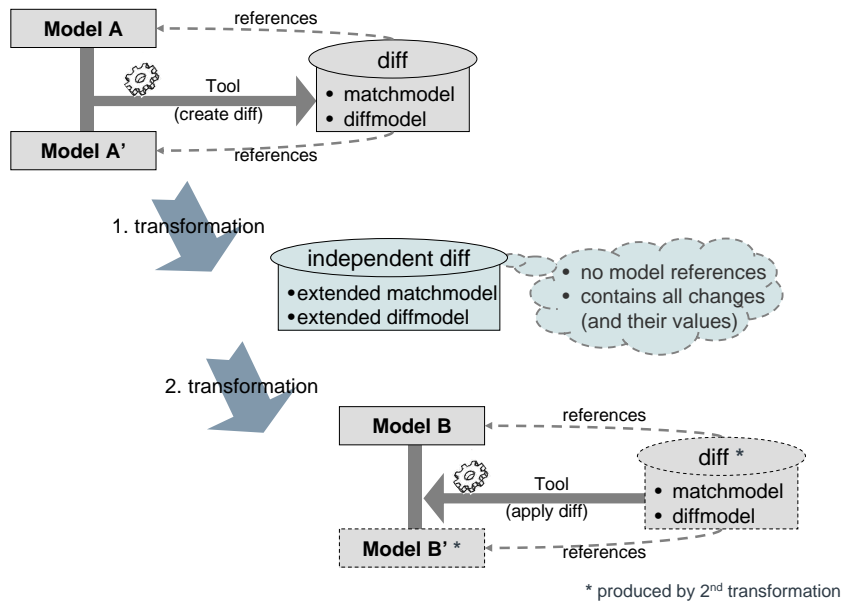 references
Model A
diff
Tool
(create diff)
• matchmodel
• diffmodel
Model A'
references
1. transformation
independent diff
•extended matchmodel
•extended diffmodel
• no model references
• contains all changes
(and their values)
2. transformation
references
Model B
diff *
Tool
(apply diff)
• matchmodel
• diffmodel
Model B' *
references
* produced by 2nd transformation